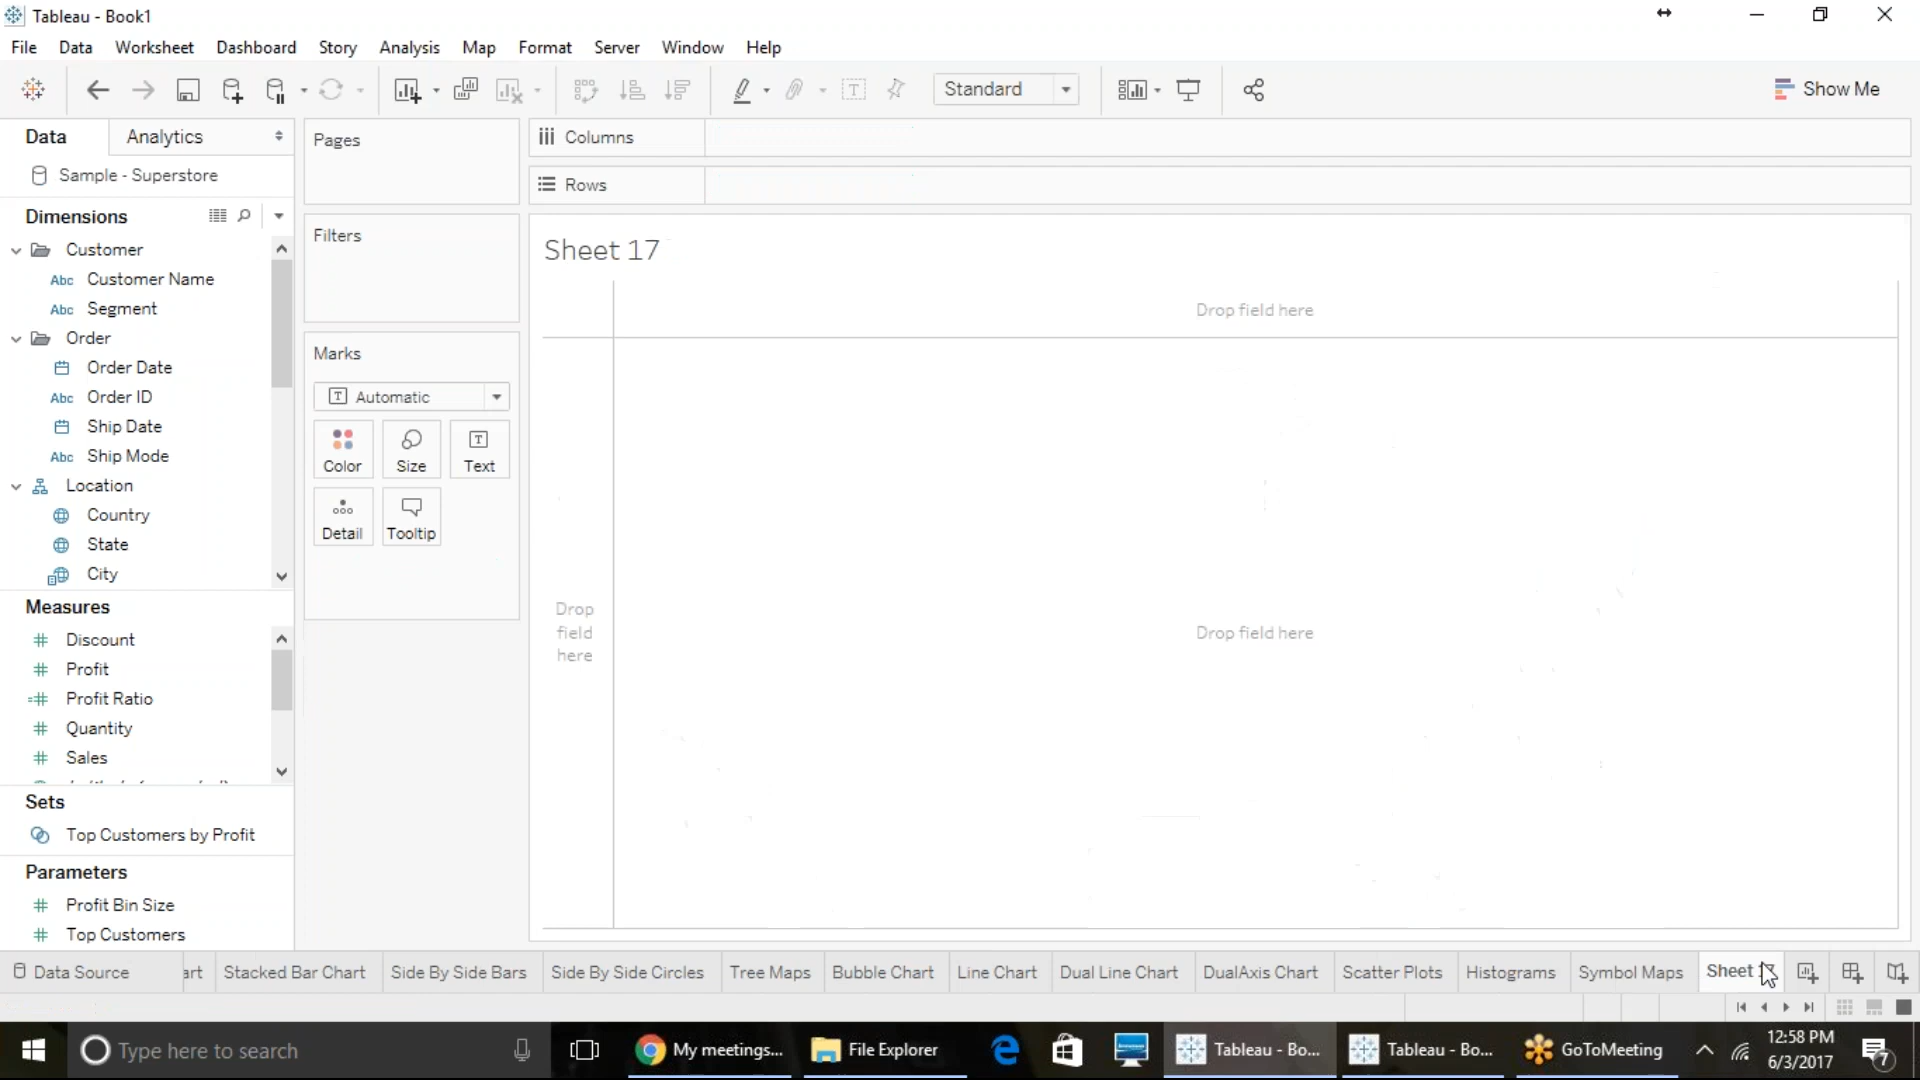 Tableau - Book1
File Data Worksheet Dashboard Story Analysis Map Format Server Window Help
Standard
Show Me
Data Analytics
Sample - Superstore
Dimensions
Customer
Abc Customer Name
Abc Segment
Order
Order Date
Abc Order ID
Ship Date
Abc Ship Mode
Location
Country
State
City
Measures
Discount
Profit
Profit Ratio
Quantity
Sales
Sets
Top Customers by Profit
Parameters
Profit Bin Size
Top Customers
Pages
Filters
Marks
Automatic
Color Size Text
Detail Tooltip
Columns
Rows
Sheet 17
Drop field here
Drop
field
here
Drop field here
Data Source art Stacked Bar Chart Side By Side Bars Side By Side Circles Tree Maps Bubble Chart Line Chart Dual Line Chart DualAxis Chart Scatter Plots Histograms Symbol Maps Sheet
Type here to search
My meetings...
File Explorer
Tableau - Bo...
Tableau - Bo...
GoToMeeting
12:58 PM
6/3/2017
7